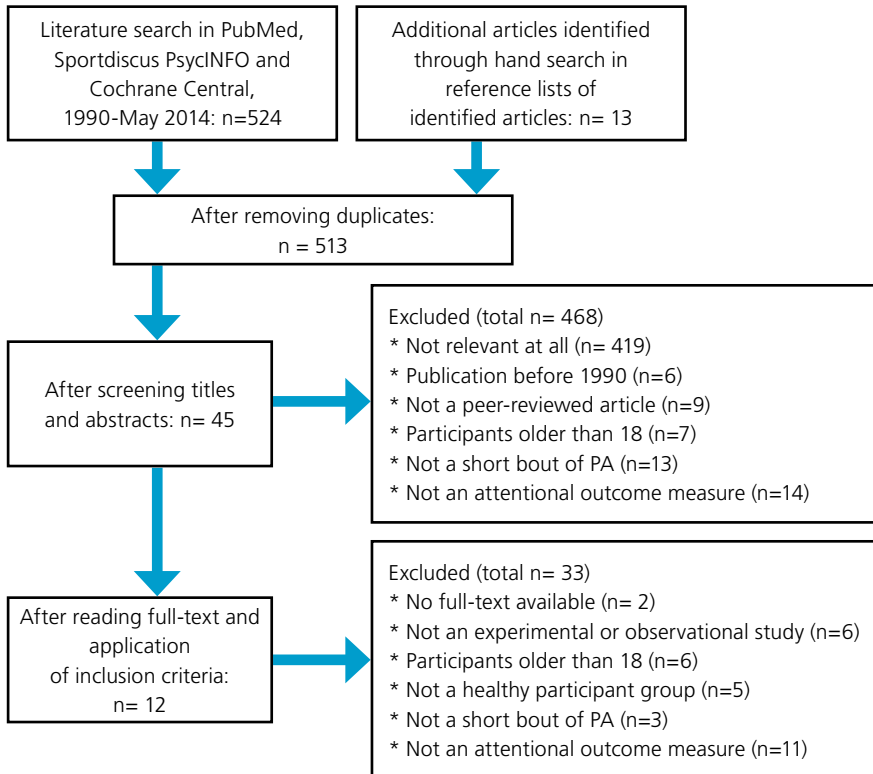 Literature search in PubMed,
Sportdiscus PsycINFO and
Cochrane Central,
1990-May 2014: n=524
Additional articles identified
through hand search in
reference lists of
identified articles: n= 13
After removing duplicates:
n = 513
After screening titles
and abstracts: n= 45
Excluded (total n= 468)
* Not relevant at all (n= 419)
* Publication before 1990 (n=6)
* Not a peer-reviewed article (n=9)
* Participants older than 18 (n=7)
* Not a short bout of PA (n=13)
* Not an attentional outcome measure (n=14)
After reading full-text and
application
of inclusion criteria:
n= 12
Excluded (total n= 33)
* No full-text available (n= 2)
* Not an experimental or observational study (n=6)
* Participants older than 18 (n=6)
* Not a healthy participant group (n=5)
* Not a short bout of PA (n=3)
* Not an attentional outcome measure (n=11)